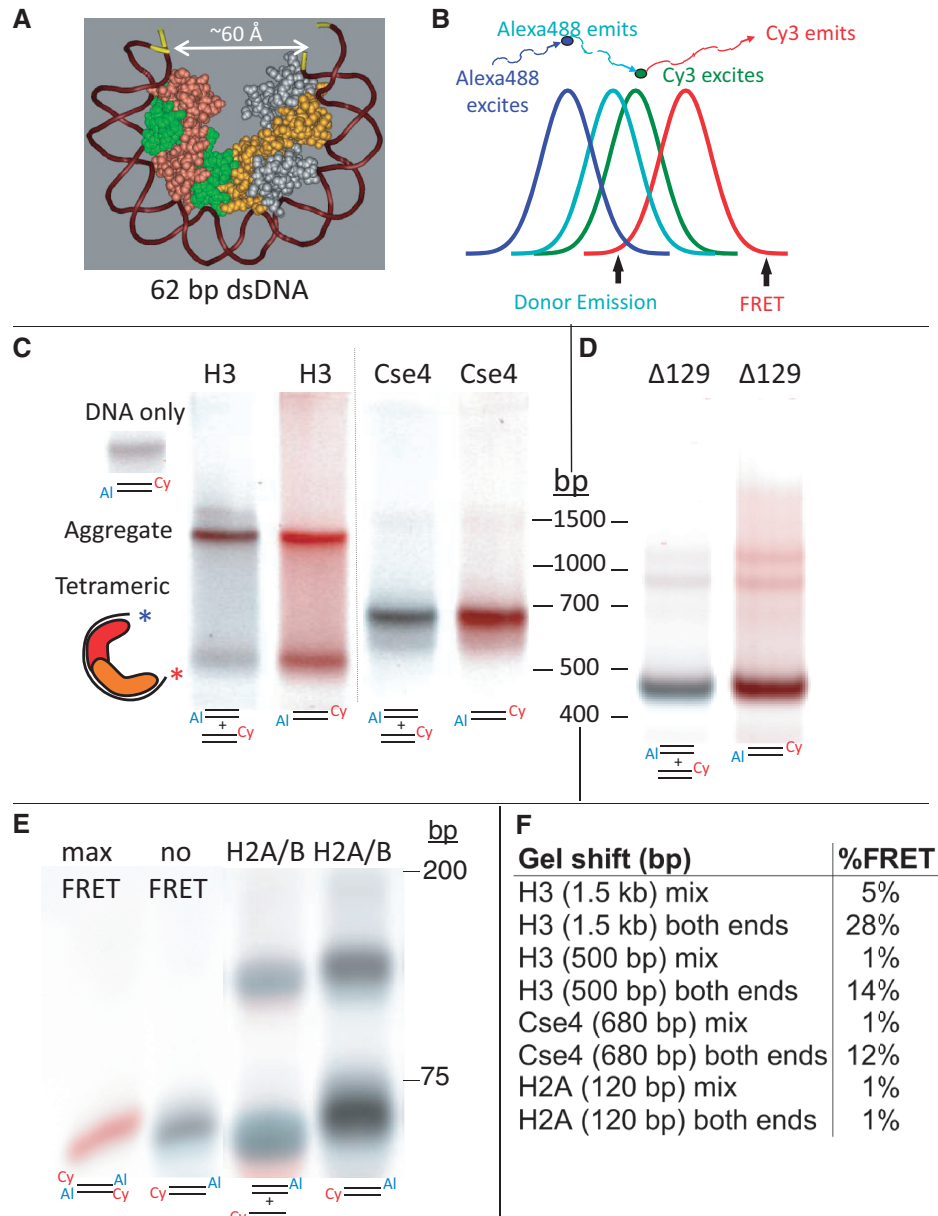 A
~60 Å
62 bp dsDNA
B
Alexa488 emits
Cy3 emits
Alexa488
excites
Cy3 excites
Donor Emission
FRET
C
H3
H3
Cse4
Cse4
DNA only
Al
Cy
Aggregate
Tetrameric
*
*
Al
+
Cy
Al
Cy
Al
+
Cy
Al
Cy
bp
1500
1000
700
500
400
D
Δ129
Δ129
Al
+
Cy
Al
Cy
E
max
FRET
no
FRET
H2A/B
H2A/B
bp
200
75
Cy
Al
Al
Cy
Cy
Al
Al
+
Cy
Cy
Al
F
Gel shift (bp) %FRET
H3 (1.5 kb) mix 5%
H3 (1.5 kb) both ends 28%
H3 (500 bp) mix 1%
H3 (500 bp) both ends 14%
Cse4 (680 bp) mix 1%
Cse4 (680 bp) both ends 12%
H2A (120 bp) mix 1%
H2A (120 bp) both ends 1%